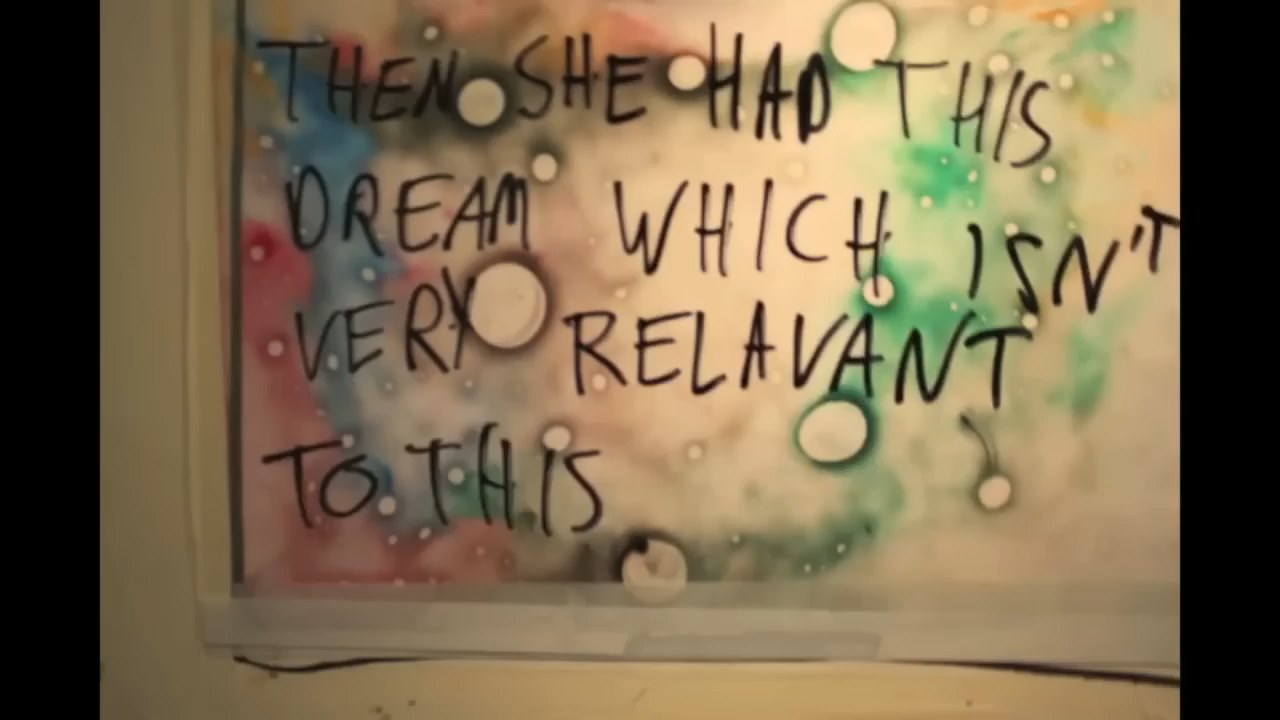 THEN SHE HAD THIS
DREAM WHICH ISN'T
VERY RELAVANT
TO THIS